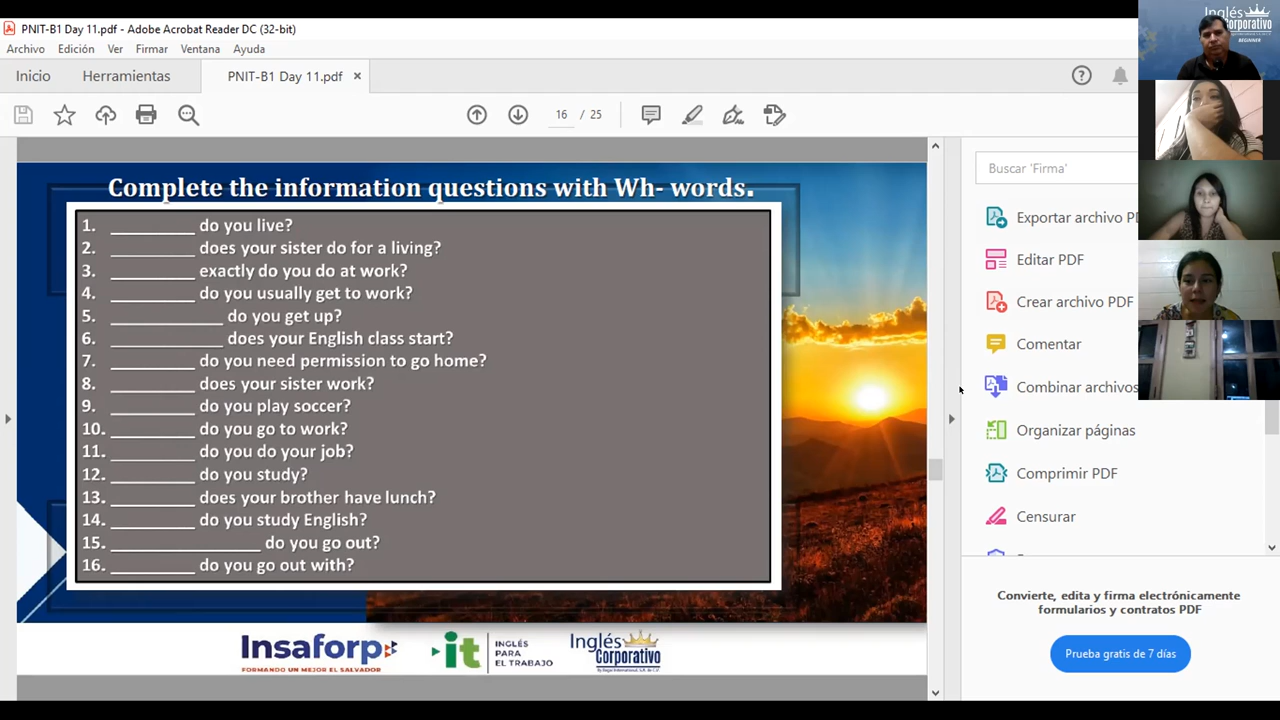 PNIT-B1 Day 11.pdf - Adobe Acrobat Reader DC (32-bit)
Archivo Edición Ver Firmar Ventana Ayuda
Inicio Herramientas PNIT-B1 Day 11.pdf
16 / 25
Complete the information questions with Wh- words.
1. _________ do you live?
2. _________ does your sister do for a living?
3. _________ exactly do you do at work?
4. _________ do you usually get to work?
5. ____________ do you get up?
6. ____________ does your English class start?
7. _________ do you need permission to go home?
8. _________ does your sister work?
9. _________ do you play soccer?
10. _________ do you go to work?
11. _________ do you do your job?
12. _________ do you study?
13. _________ does your brother have lunch?
14. _________ do you study English?
15. ________________ do you go out?
16. _________ do you go out with?
Insaforp
FORMANDO UN MEJOR EL SALVADOR
it
INGLÉS
PARA
EL TRABAJO
Inglés
Corporativo
Buscar 'Firma'
Exportar archivo PD
Editar PDF
Crear archivo PDF
Comentar
Combinar archivos
Organizar páginas
Comprimir PDF
Censurar
Convierte, edita y firma electrónicamente
formularios y contratos PDF
Prueba gratis de 7 días
Inglés
Corporativo
BEGINNER